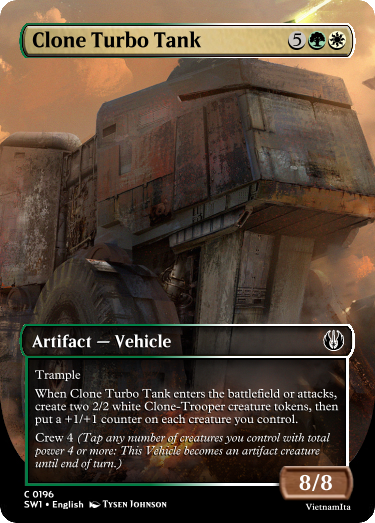 Clone Turbo Tank 5
Artifact — Vehicle
Trample
When Clone Turbo Tank enters the battlefield or attacks,
create two 2/2 white Clone-Trooper creature tokens, then
put a +1/+1 counter on each creature you control.
Crew 4 (Tap any number of creatures you control with total
power 4 or more: This Vehicle becomes an artifact creature
until end of turn.)
8/8
C 0196
SW1 • English Tysen Johnson
VietnamIta